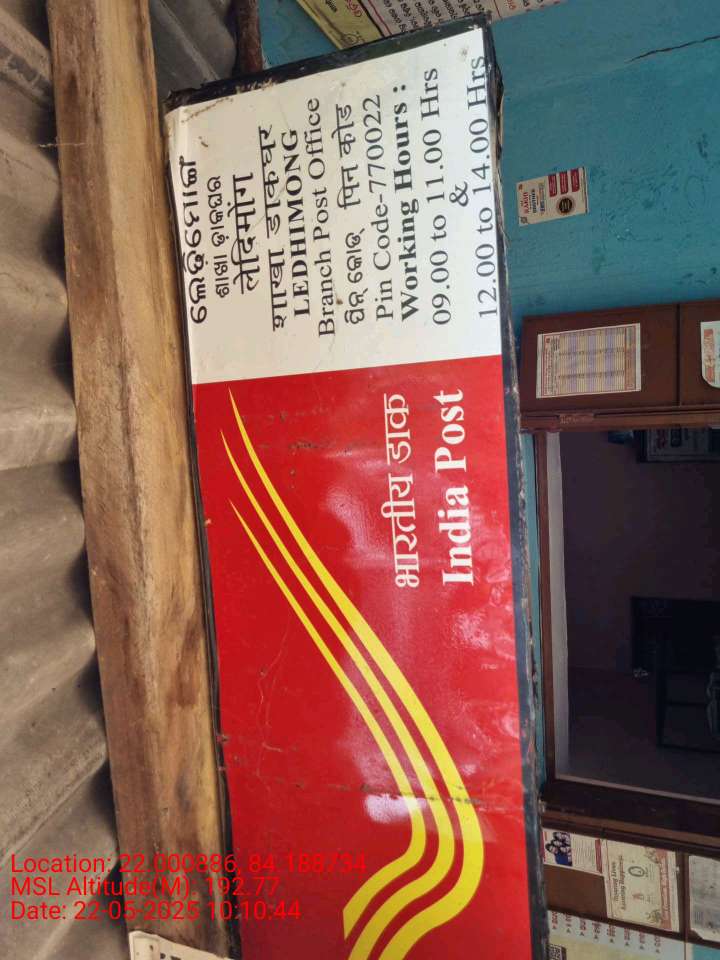 ଲେଢ଼ିମୋଙ୍ଗ
ଶାଖା ଡ଼ାକଘର
लेदिमोंग
शाखा डाकघर
LEDHIMONG
Branch Post Office
ପିନ୍ କୋଡ୍ पिन कोड
Pin Code-770022
Working Hours :
09.00 to 11.00 Hrs
&
12.00 to 14.00 Hrs
भारतीय डाक
India Post
Location: 22.000886, 84.188734
MSL Altitude(M). 192.77
Date: 22-05-2025 10:10:44